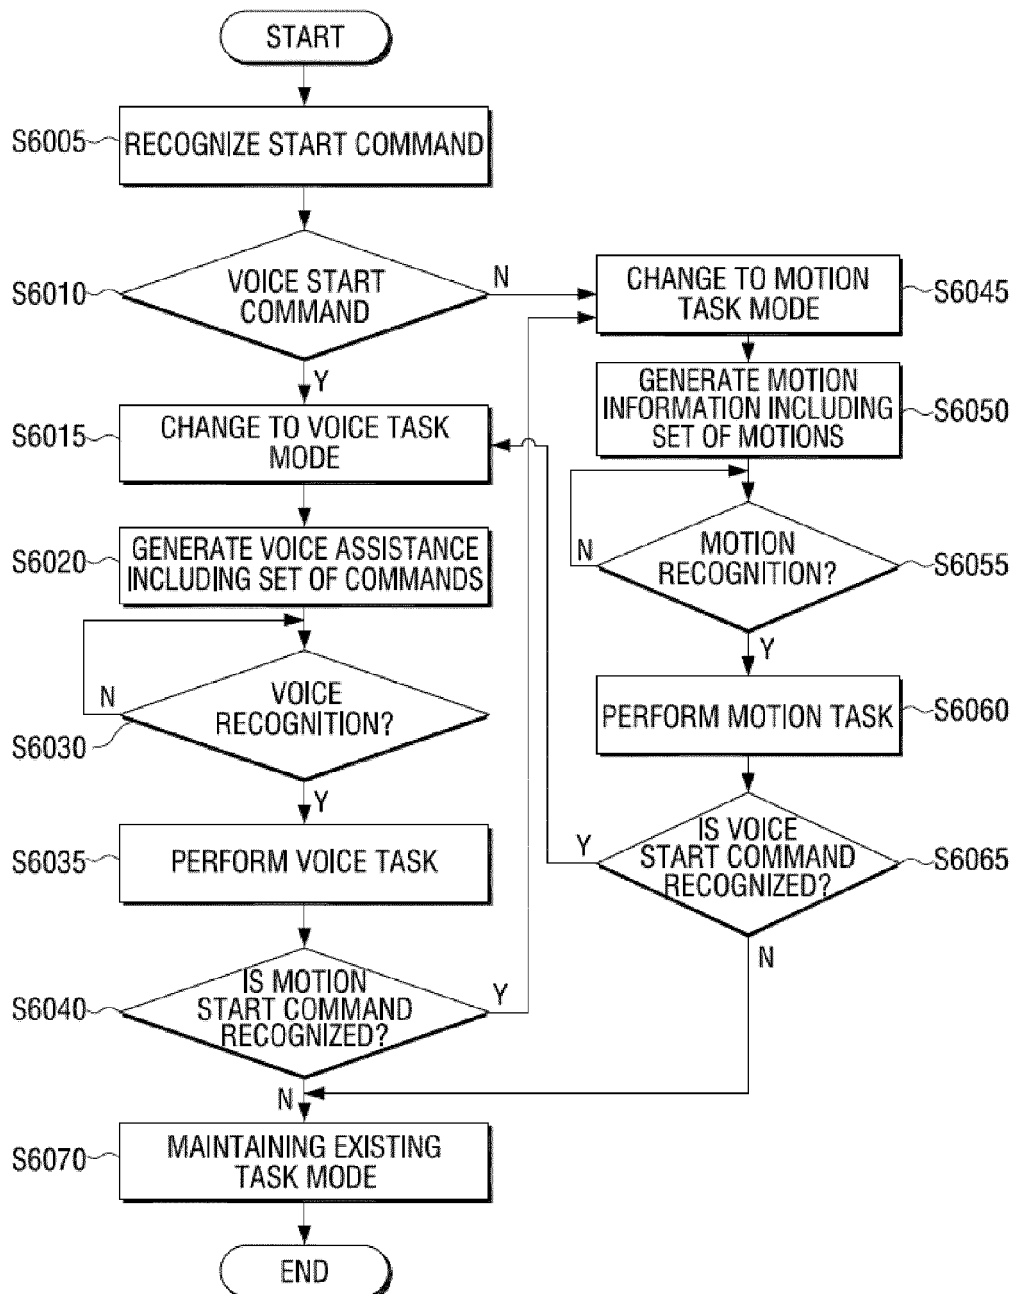 START
S6005
RECOGNIZE START COMMAND
S6010
VOICE START
COMMAND
N
Y
S6015
CHANGE TO VOICE TASK
MODE
S6020
GENERATE VOICE ASSISTANCE
INCLUDING SET OF COMMANDS
N
S6030
VOICE
RECOGNITION?
Y
S6035
PERFORM VOICE TASK
S6040
IS MOTION
START COMMAND
RECOGNIZED?
Y
N
CHANGE TO MOTION
TASK MODE
S6045
GENERATE MOTION
INFORMATION INCLUDING
SET OF MOTIONS
S6050
N
MOTION
RECOGNITION?
S6055
Y
PERFORM MOTION TASK
S6060
Y
IS VOICE
START COMMAND
RECOGNIZED?
S6065
N
S6070
MAINTAINING EXISTING
TASK MODE
END